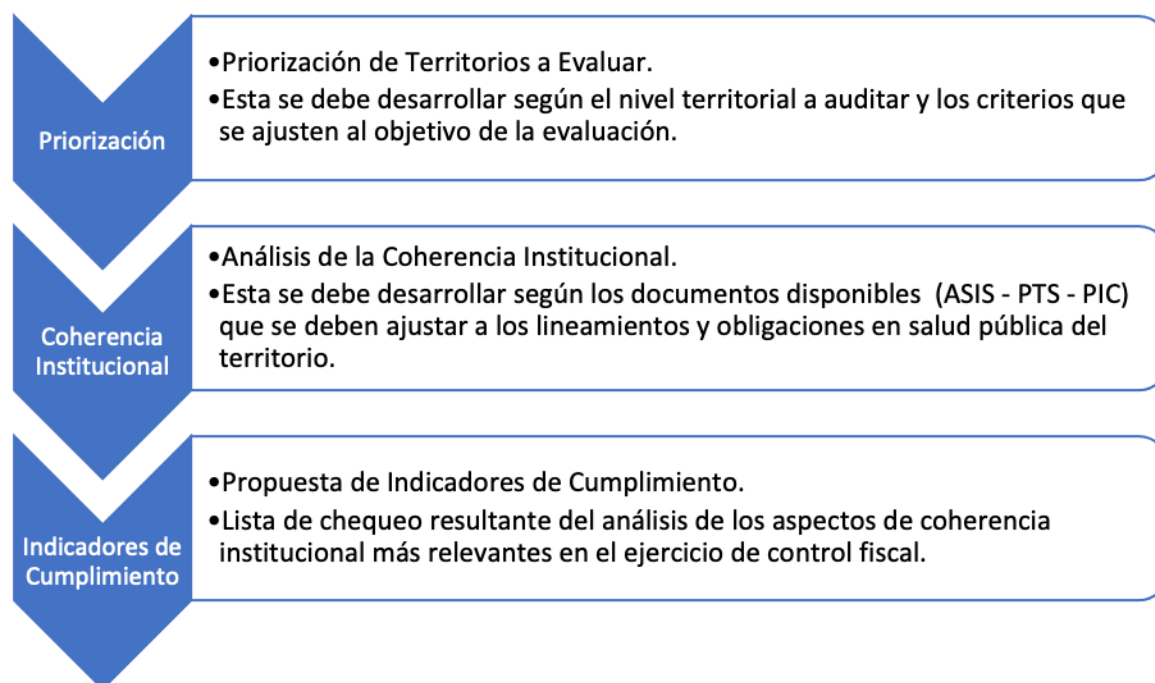 Priorización
•Priorización de Territorios a Evaluar.
•Esta se debe desarrollar según el nivel territorial a auditar y los criterios que
se ajusten al objetivo de la evaluación.
Coherencia
Institucional
•Análisis de la Coherencia Institucional.
•Esta se debe desarrollar según los documentos disponibles (ASIS - PTS - PIC)
que se deben ajustar a los lineamientos y obligaciones en salud pública del
territorio.
Indicadores de
Cumplimiento
•Propuesta de Indicadores de Cumplimiento.
•Lista de chequeo resultante del análisis de los aspectos de coherencia
institucional más relevantes en el ejercicio de control fiscal.